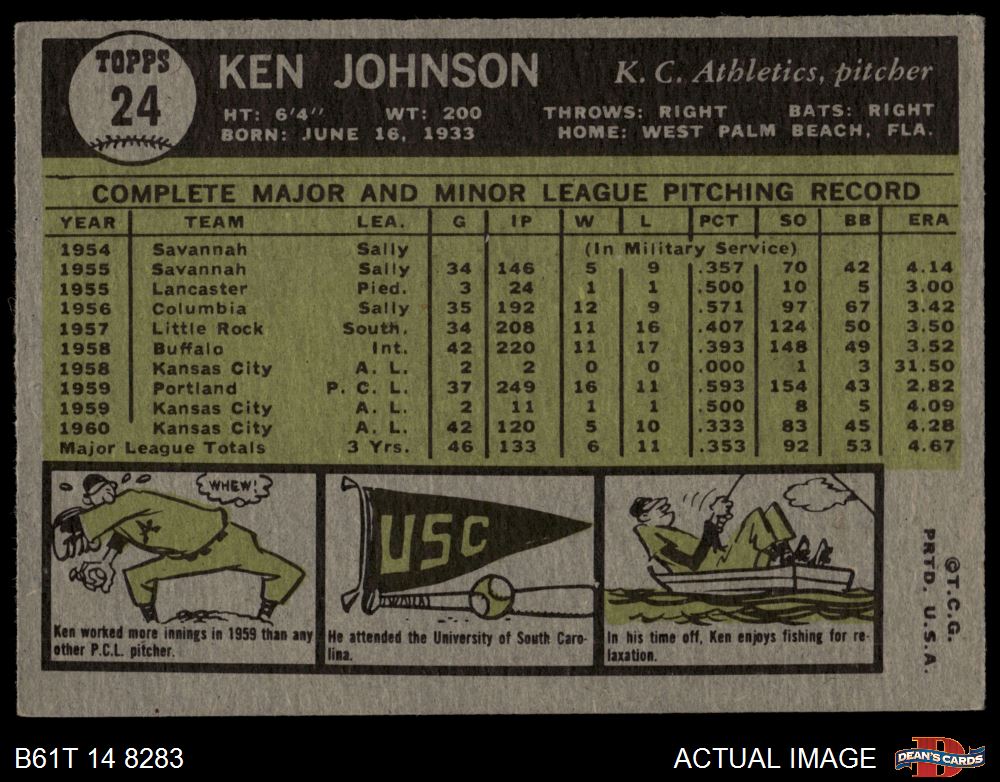 TOPPS
24
KEN JOHNSON K. C. Athletics, pitcher
HT: 6'4" WT: 200 THROWS: RIGHT BATS: RIGHT
BORN: JUNE 16, 1933 HOME: WEST PALM BEACH, FLA.
COMPLETE MAJOR AND MINOR LEAGUE PITCHING RECORD
YEAR TEAM LEA. G IP W L PCT SO BB ERA
1954 Savannah Sally (In Military Service)
1955 Savannah Sally 34 146 5 9 .357 70 42 4.14
1955 Lancaster Pied. 3 24 1 1 .500 10 5 3.00
1956 Columbia Sally 35 192 12 9 .571 97 67 3.42
1957 Little Rock South. 34 208 11 16 .407 124 50 3.50
1958 Buffalo Int. 42 220 11 17 .393 148 49 3.52
1958 Kansas City A. L. 2 2 0 0 .000 1 3 31.50
1959 Portland P. C. L. 37 249 16 11 .593 154 43 2.82
1959 Kansas City A. L. 2 11 1 1 .500 8 5 4.09
1960 Kansas City A. L. 42 120 5 10 .333 83 45 4.28
Major League Totals 3 Yrs. 46 133 6 11 .353 92 53 4.67
WHEW!
Ken worked more innings in 1959 than any
other P.C.L. pitcher.
USC
He attended the University of South Caro-
lina.
In his time off, Ken enjoys fishing for re-
laxation.
©T.C.G.
PRTD. U.S.A.
B61T 14 8283
ACTUAL IMAGE
D
DEAN'S CARDS